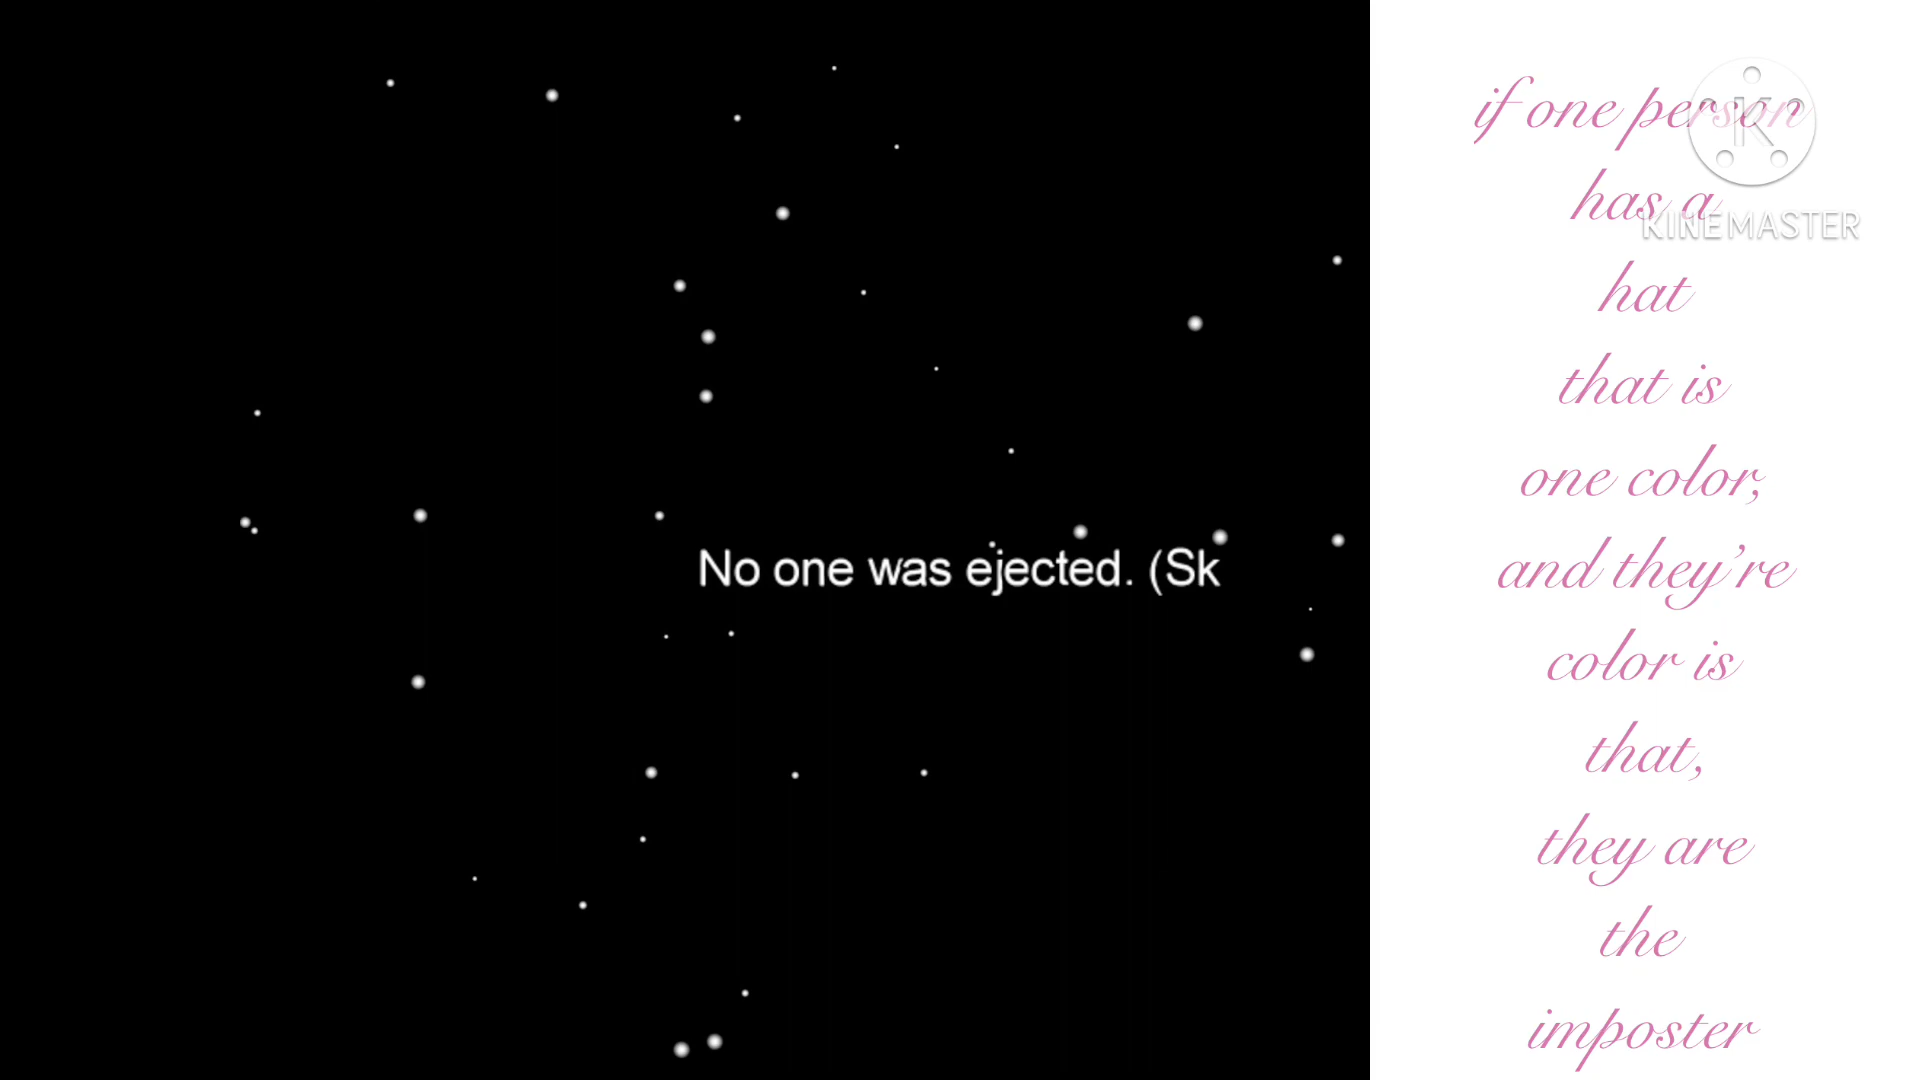 No one was ejected. (Sk
if one person
has a
hat
that is
one color,
and they’re
color is
that,
they are
the
imposter
KINEMASTER